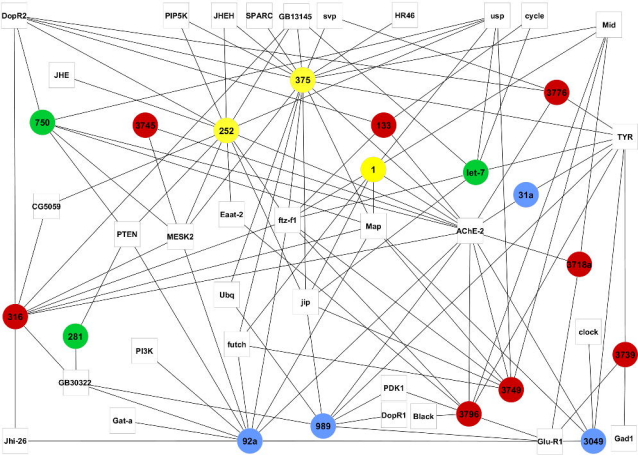 DopR2
PIP5K
JHEH
SPARC
GB13145
svp
HR46
usp
cycle
Mid
JHE
375
3776
750
3745
252
133
TYR
1
let-7
31a
CG5059
PTEN
MESK2
Eaat-2
ftz-f1
Map
AChE-2
3718a
316
Ubq
jip
281
PI3K
futch
clock
3739
GB30322
PDK1
3749
Gat-a
989
DopR1
Black
3796
Jhi-26
92a
Glu-R1
3049
Gad1